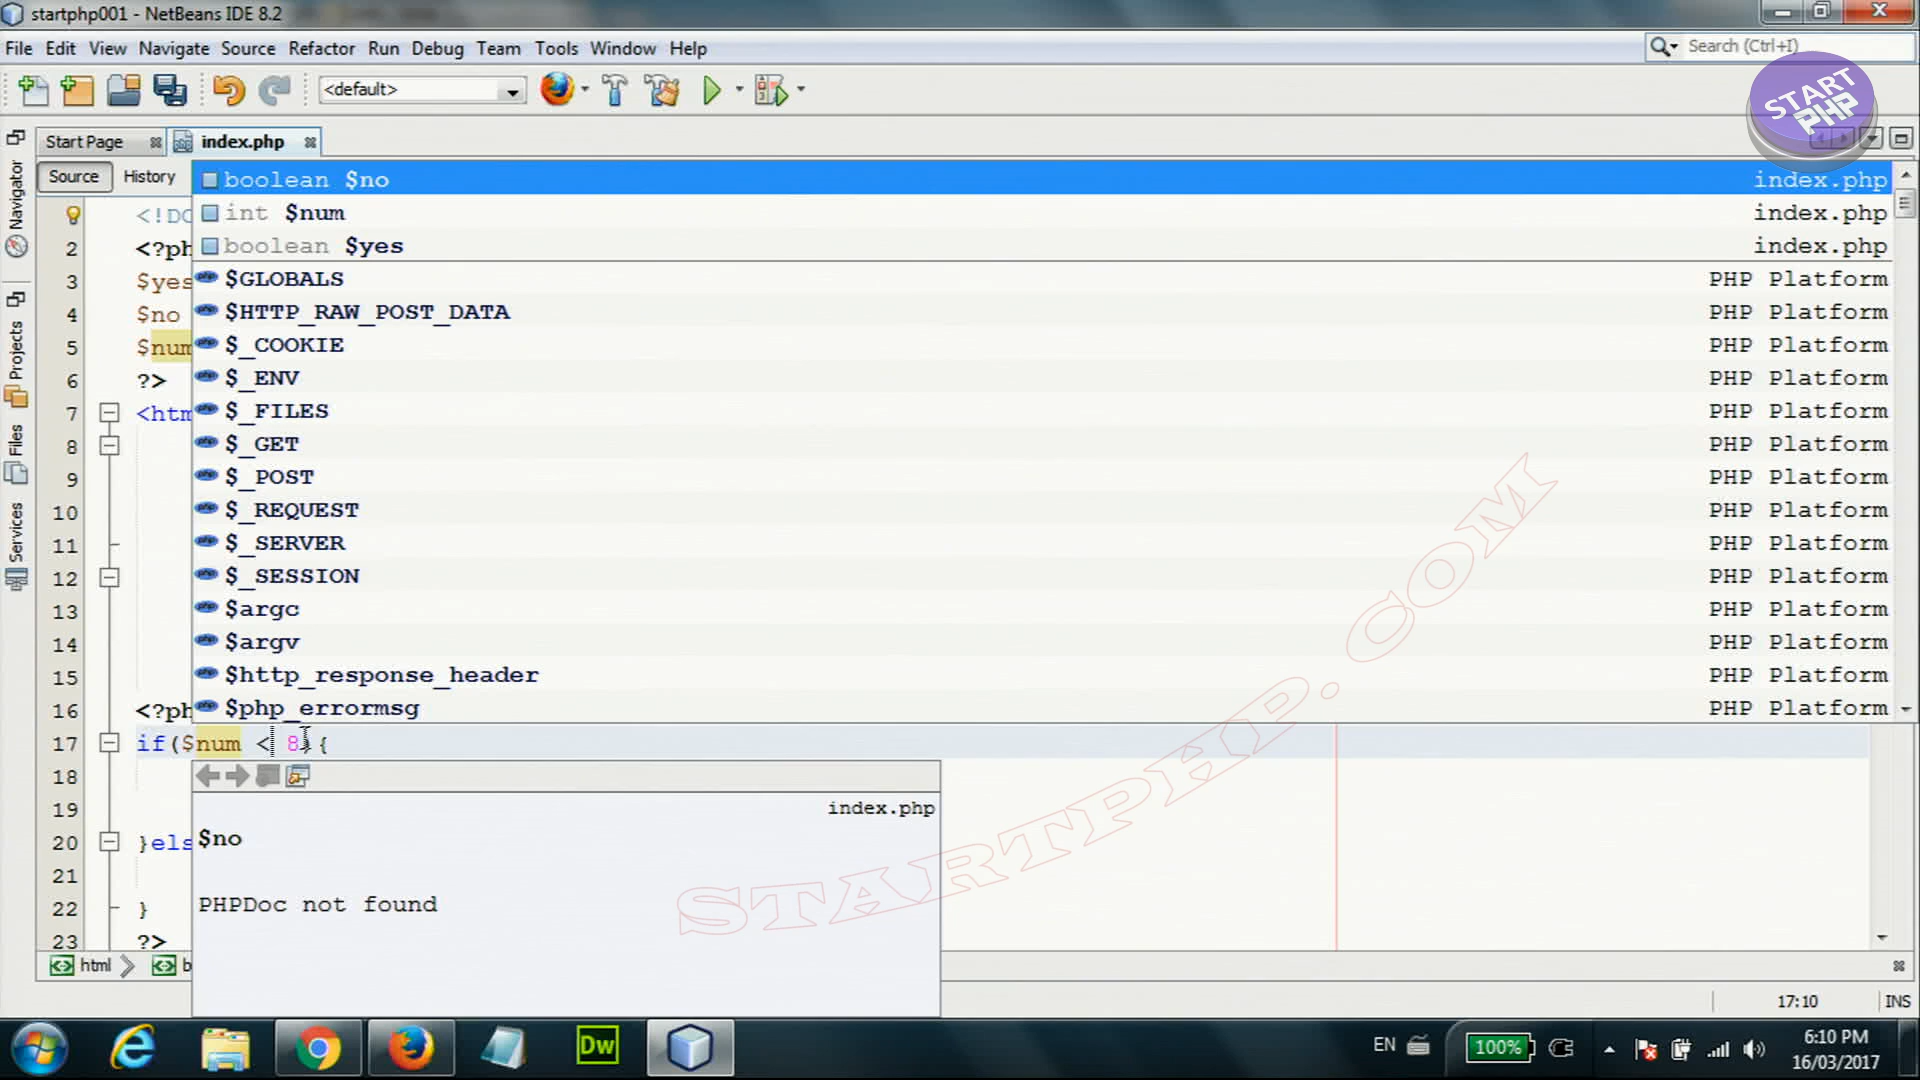 startphp001 - NetBeans IDE 8.2
File Edit View Navigate Source Refactor Run Debug Team Tools Window Help
Search (Ctrl+I)
<default>
START PHP
Start Page
index.php
Source History
Navigator
Projects
Files
Services
boolean $no index.php
int $num index.php
boolean $yes index.php
$GLOBALS PHP Platform
$HTTP_RAW_POST_DATA PHP Platform
$_COOKIE PHP Platform
$_ENV PHP Platform
$_FILES PHP Platform
$_GET PHP Platform
$_POST PHP Platform
$_REQUEST PHP Platform
$_SERVER PHP Platform
$_SESSION PHP Platform
$argc PHP Platform
$argv PHP Platform
$http_response_header PHP Platform
$php_errormsg PHP Platform
<!DO
2 <?ph
3 $yes
4 $no
5 $num
6 ?>
7 <htm
8
9
10
11
12
13
14
15
16 <?ph
17 if($num < 8) {
18
19
20 }els
21
22 }
23 ?>
index.php
$no
PHPDoc not found
STARTPHP.COM
html b
17:10 INS
Dw
EN
100%
6:10 PM
16/03/2017